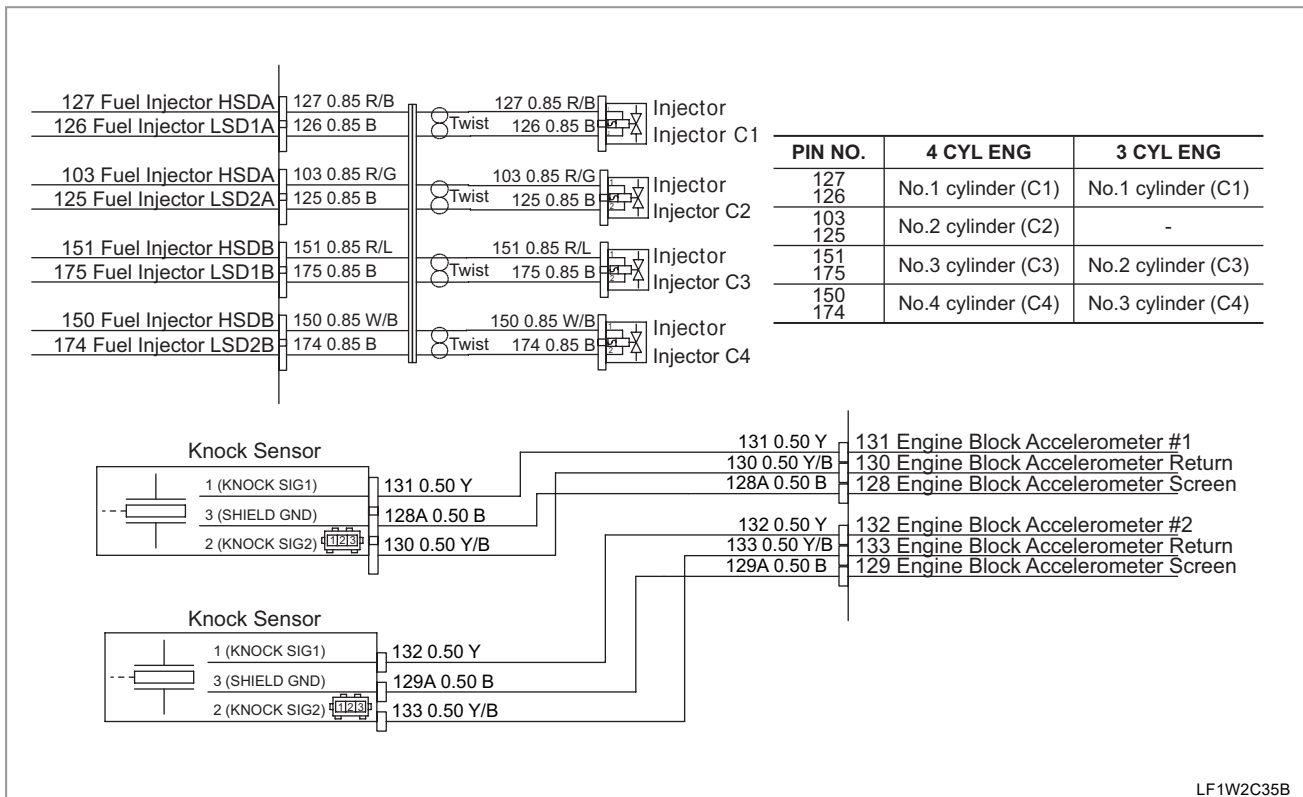 127 Fuel Injector HSDA 127 0.85 R/B 127 0.85 R/B Injector
126 Fuel Injector LSD1A 126 0.85 B Twist 126 0.85 B Injector C1
103 Fuel Injector HSDA 103 0.85 R/G 103 0.85 R/G Injector
125 Fuel Injector LSD2A 125 0.85 B Twist 125 0.85 B Injector C2
151 Fuel Injector HSDB 151 0.85 R/L 151 0.85 R/L Injector
175 Fuel Injector LSD1B 175 0.85 B Twist 175 0.85 B Injector C3
150 Fuel Injector HSDB 150 0.85 W/B 150 0.85 W/B Injector
174 Fuel Injector LSD2B 174 0.85 B Twist 174 0.85 B Injector C4
PIN NO. 4 CYL ENG 3 CYL ENG
127
126 No.1 cylinder (C1) No.1 cylinder (C1)
103
125 No.2 cylinder (C2) -
151
175 No.3 cylinder (C3) No.2 cylinder (C3)
150
174 No.4 cylinder (C4) No.3 cylinder (C4)
Knock Sensor
1 (KNOCK SIG1) 131 0.50 Y
3 (SHIELD GND) 128A 0.50 B
2 (KNOCK SIG2) 1 2 3 130 0.50 Y/B
131 0.50 Y 131 Engine Block Accelerometer #1
130 0.50 Y/B 130 Engine Block Accelerometer Return
128A 0.50 B 128 Engine Block Accelerometer Screen
132 0.50 Y 132 Engine Block Accelerometer #2
133 0.50 Y/B 133 Engine Block Accelerometer Return
129A 0.50 B 129 Engine Block Accelerometer Screen
Knock Sensor
1 (KNOCK SIG1) 132 0.50 Y
3 (SHIELD GND) 129A 0.50 B
2 (KNOCK SIG2) 1 2 3 133 0.50 Y/B
LF1W2C35B